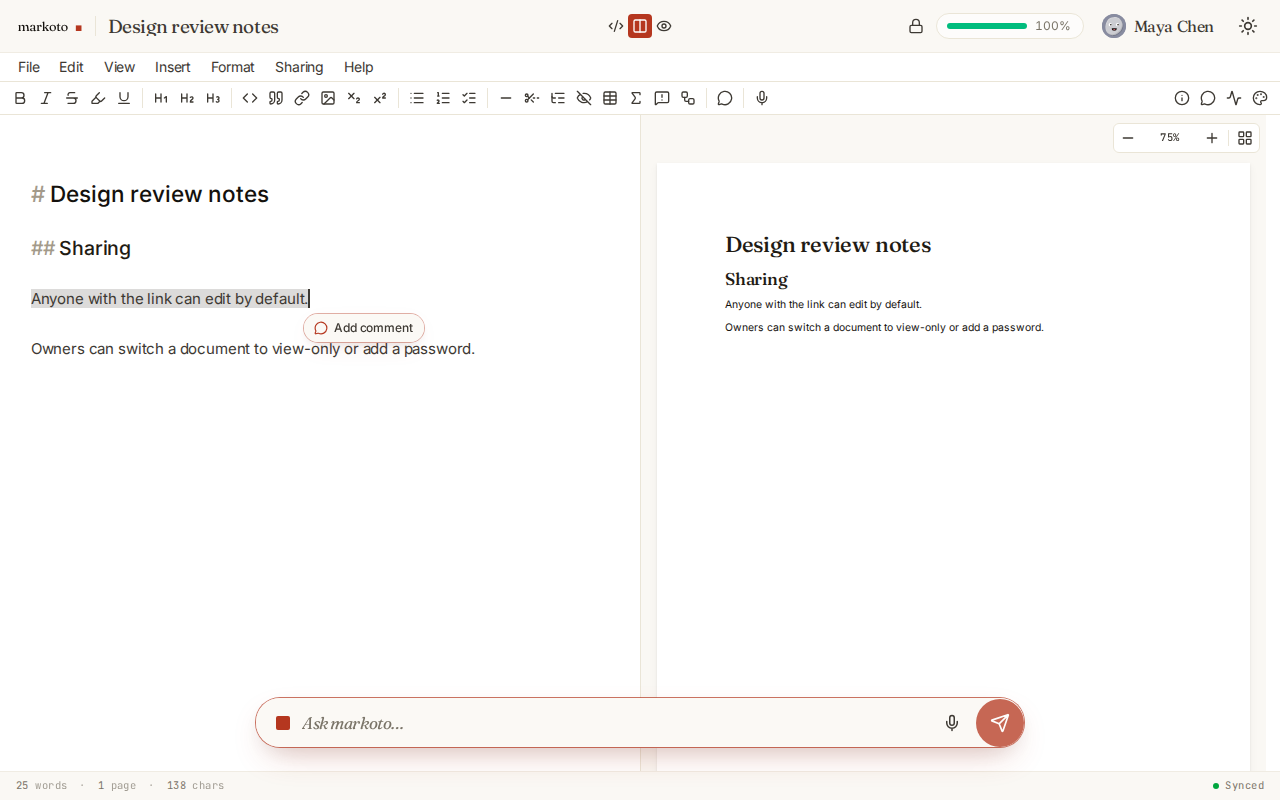 markoto
Design review notes
100%
Maya Chen
File Edit View Insert Format Sharing Help
H1 H2 H3
75%
# Design review notes
## Sharing
Anyone with the link can edit by default.
Add comment
Owners can switch a document to view-only or add a password.
Design review notes
Sharing
Anyone with the link can edit by default.
Owners can switch a document to view-only or add a password.
Ask markoto...
25 words · 1 page · 138 chars
Synced